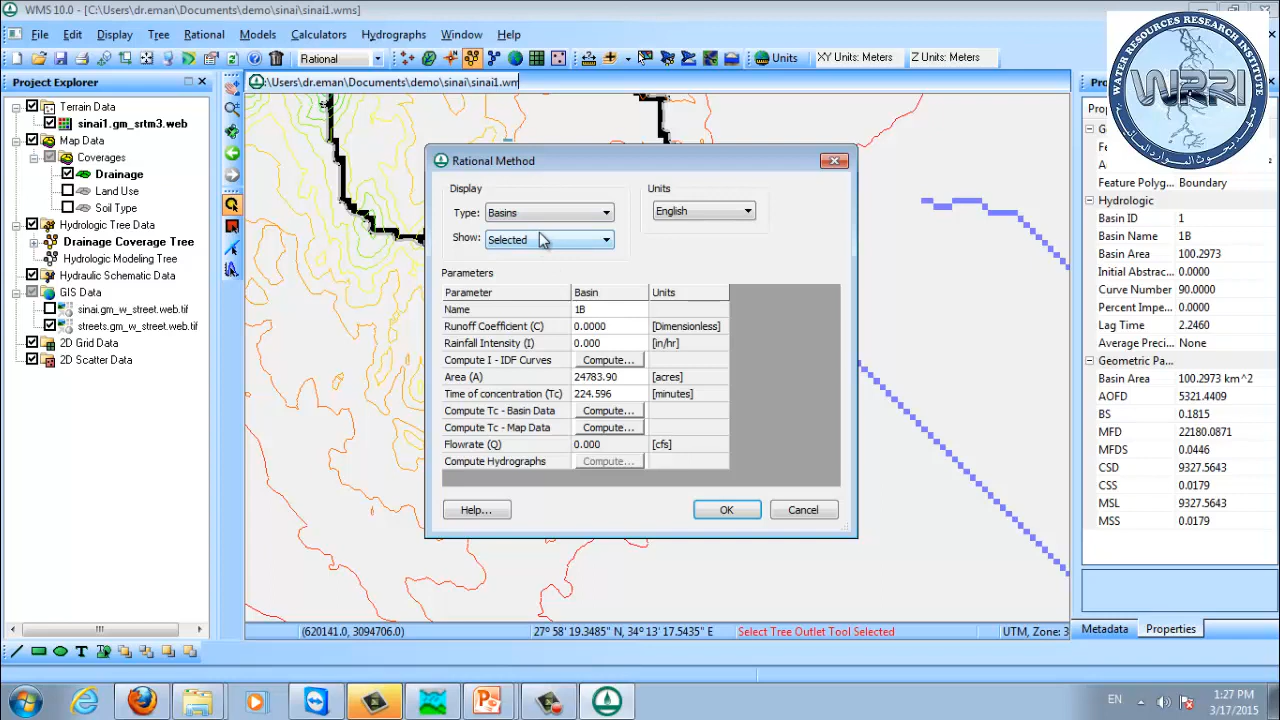 WMS 10.0 - [C:\Users\dr.eman\Documents\demo\sinai\sinai1.wms]
File Edit Display Tree Rational Models Calculators Hydrographs Window Help
Rational Units XY Units: Meters Z Units: Meters
Project Explorer
:\Users\dr.eman\Documents\demo\sinai\sinai1.wm
Terrain Data
sinai1.gm_srtm3.web
Map Data
Coverages
Drainage
Land Use
Soil Type
Hydrologic Tree Data
Drainage Coverage Tree
Hydrologic Modeling Tree
Hydraulic Schematic Data
GIS Data
sinai.gm_w_street.web.tif
streets.gm_w_street.web.tif
2D Grid Data
2D Scatter Data
Rational Method
Display
Type: Basins
Show: Selected
Units
English
Parameters
Parameter Basin Units
Name 1B
Runoff Coefficient (C) 0.0000 [Dimensionless]
Rainfall Intensity (I) 0.000 [in/hr]
Compute I - IDF Curves Compute...
Area (A) 24783.90 [acres]
Time of concentration (Tc) 224.596 [minutes]
Compute Tc - Basin Data Compute...
Compute Tc - Map Data Compute...
Flowrate (Q) 0.000 [cfs]
Compute Hydrographs Compute...
Help... OK Cancel
WATER RESOURCES RESEARCH INSTITUTE
WRRI
معهد بحوث الموارد المائية
Feature Polyg... Boundary
Hydrologic
Basin ID 1
Basin Name 1B
Basin Area 100.2973
Initial Abstrac... 0.0000
Curve Number 90.0000
Percent Impe... 0.0000
Lag Time 2.2460
Average Preci... None
Geometric Pa...
Basin Area 100.2973 km^2
AOFD 5321.4409
BS 0.1815
MFD 22180.0871
MFDS 0.0446
CSD 9327.5643
CSS 0.0179
MSL 9327.5643
MSS 0.0179
Metadata Properties
(620141.0, 3094706.0) 27° 58' 19.3485" N, 34° 13' 17.5435" E Select Tree Outlet Tool Selected UTM, Zone: 3
EN
1:27 PM
3/17/2015